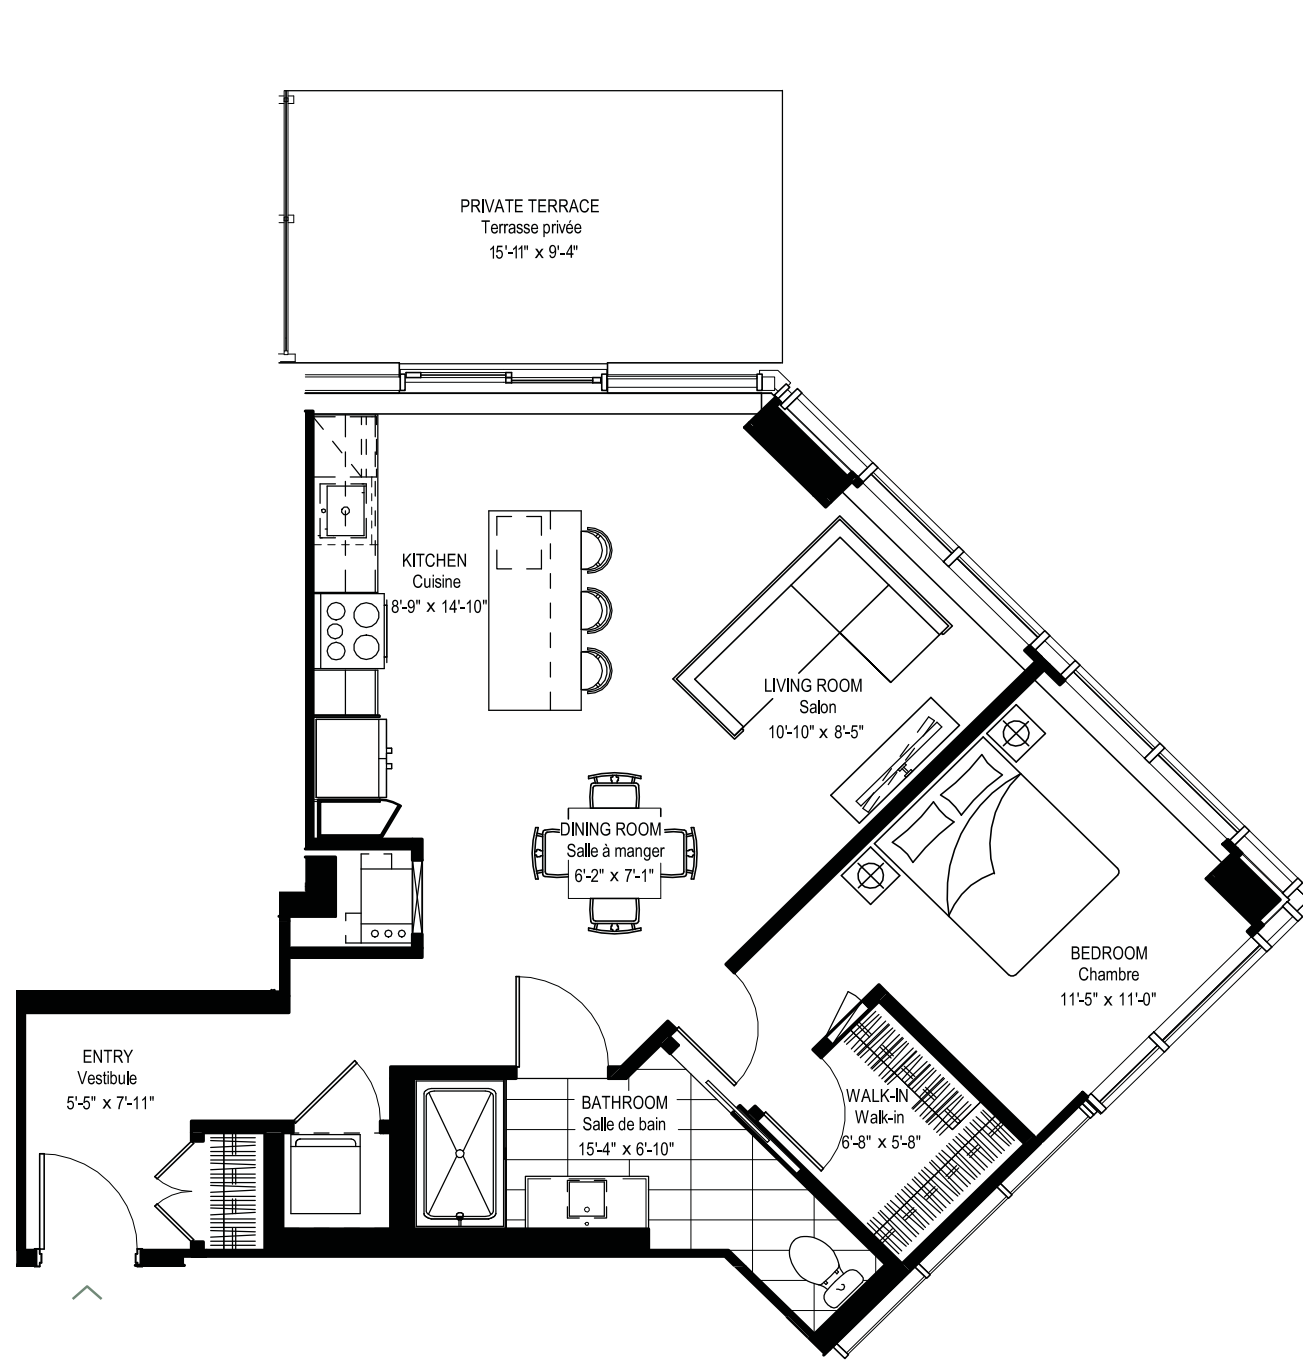 PRIVATE TERRACE
Terrasse privée
15'-11" x 9'-4"
KITCHEN
Cuisine
8'-9" x 14'-10"
LIVING ROOM
Salon
10'-10" x 8'-5"
DINING ROOM
Salle à manger
6'-2" x 7'-1"
BEDROOM
Chambre
11'-5" x 11'-0"
ENTRY
Vestibule
5'-5" x 7'-11"
BATHROOM
Salle de bain
15'-4" x 6'-10"
WALK-IN
Walk-in
6'-8" x 5'-8"